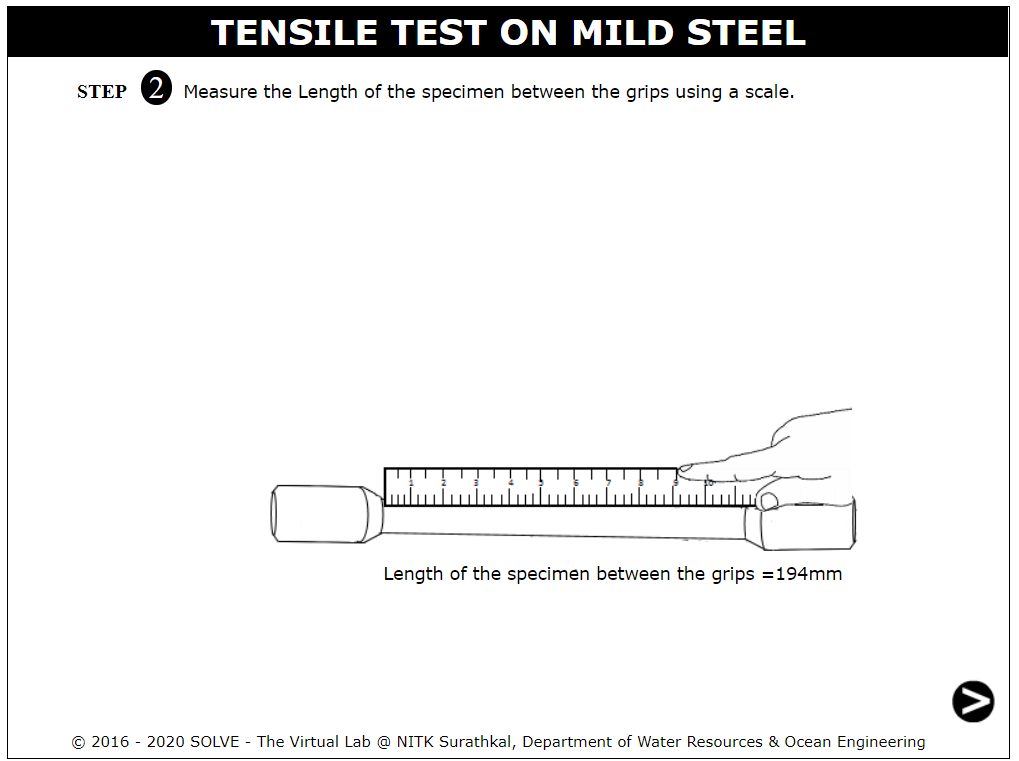 TENSILE TEST ON MILD STEEL
STEP 2 Measure the Length of the specimen between the grips using a scale.
1 2 3 4 5 6 7 8 9 10
Length of the specimen between the grips =194mm
© 2016 - 2020 SOLVE - The Virtual Lab @ NITK Surathkal, Department of Water Resources & Ocean Engineering